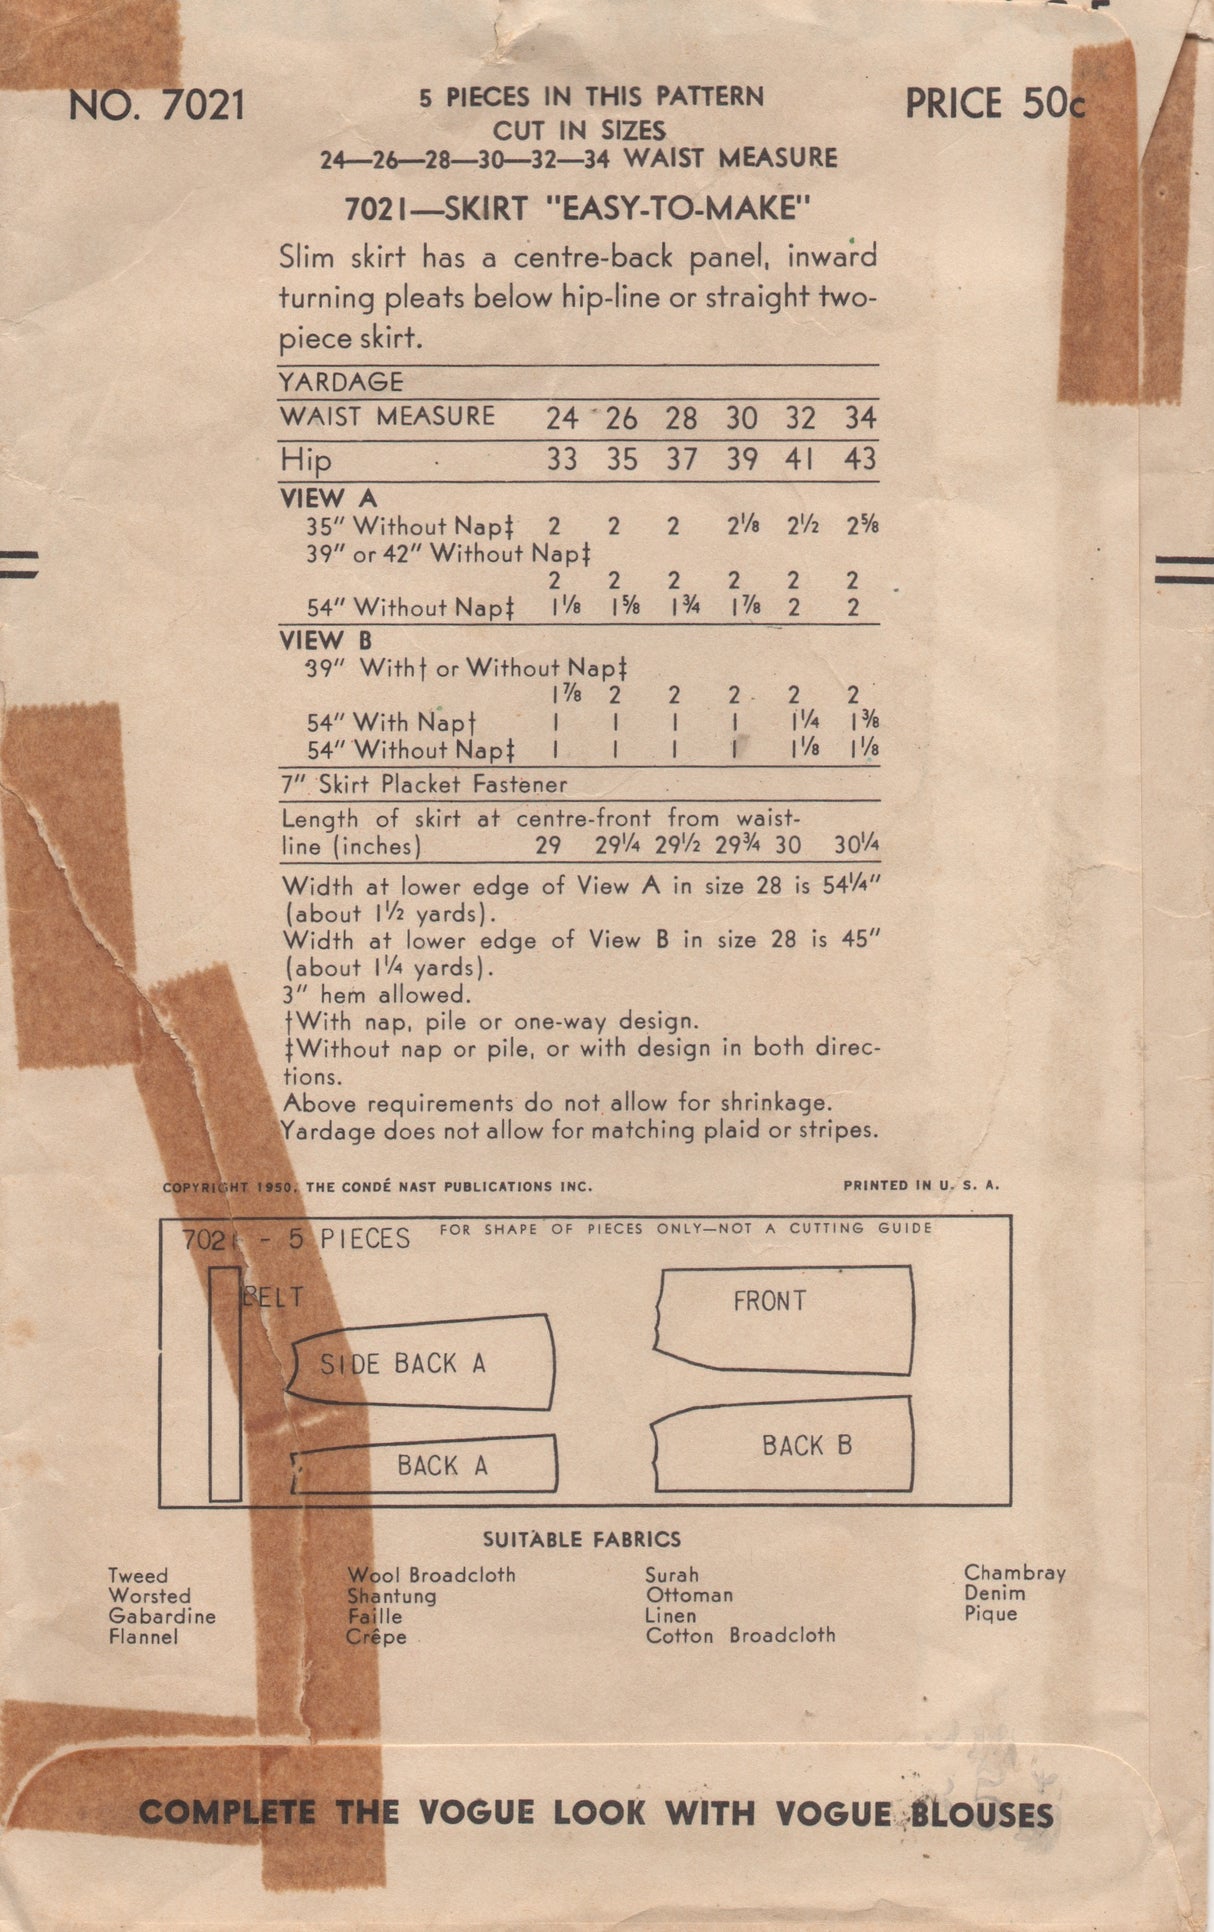 NO. 7021
5 PIECES IN THIS PATTERN
PRICE 50c
CUT IN SIZES
24—26—28—30—32—34 WAIST MEASURE
7021—SKIRT "EASY-TO-MAKE"
Slim skirt has a centre-back panel, inward
turning pleats below hip-line or straight two-
piece skirt.
YARDAGE
WAIST MEASURE 24 26 28 30 32 34
Hip 33 35 37 39 41 43
VIEW A
35" Without Nap‡ 2 2 2 2⅛ 2½ 2⅝
39" or 42" Without Nap‡
2 2 2 2 2 2
54" Without Nap‡ 1⅛ 1⅝ 1¾ 1⅞ 2 2
VIEW B
39" With† or Without Nap‡
1⅞ 2 2 2 2 2
54" With Nap† 1 1 1 1 1¼ 1⅜
54" Without Nap‡ 1 1 1 1 1⅛ 1⅛
7" Skirt Placket Fastener
Length of skirt at centre-front from waist-
line (inches) 29 29¼ 29½ 29¾ 30 30¼
Width at lower edge of View A in size 28 is 54¼"
(about 1½ yards).
Width at lower edge of View B in size 28 is 45"
(about 1¼ yards).
3" hem allowed.
†With nap, pile or one-way design.
‡Without nap or pile, or with design in both direc-
tions.
Above requirements do not allow for shrinkage.
Yardage does not allow for matching plaid or stripes.
COPYRIGHT 1950, THE CONDÉ NAST PUBLICATIONS INC.
PRINTED IN U. S. A.
7021 - 5 PIECES
FOR SHAPE OF PIECES ONLY—NOT A CUTTING GUIDE
BELT
FRONT
SIDE BACK A
BACK B
BACK A
SUITABLE FABRICS
Tweed
Worsted
Gabardine
Flannel
Wool Broadcloth
Shantung
Faille
Crêpe
Surah
Ottoman
Linen
Cotton Broadcloth
Chambray
Denim
Pique
COMPLETE THE VOGUE LOOK WITH VOGUE BLOUSES